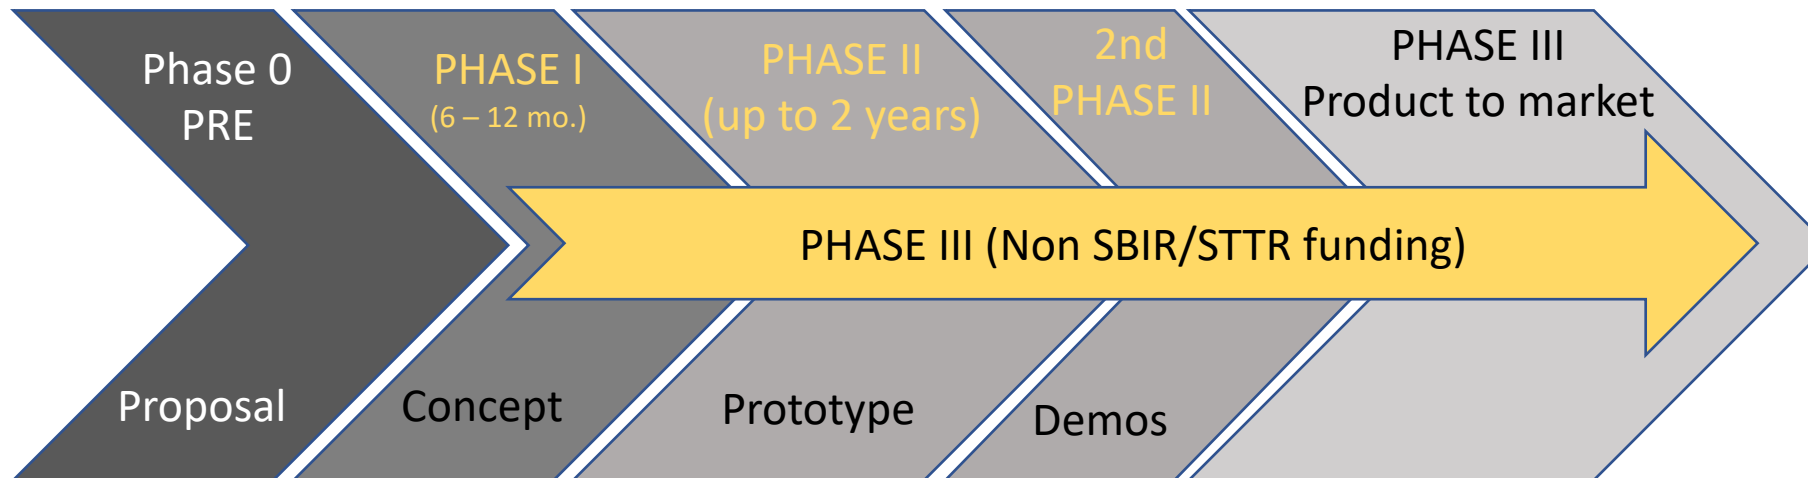 Phase 0
PRE
Proposal
PHASE I
(6 – 12 mo.)
Concept
PHASE II
(up to 2 years)
Prototype
2nd
PHASE II
Demos
PHASE III
Product to market
PHASE III (Non SBIR/STTR funding)